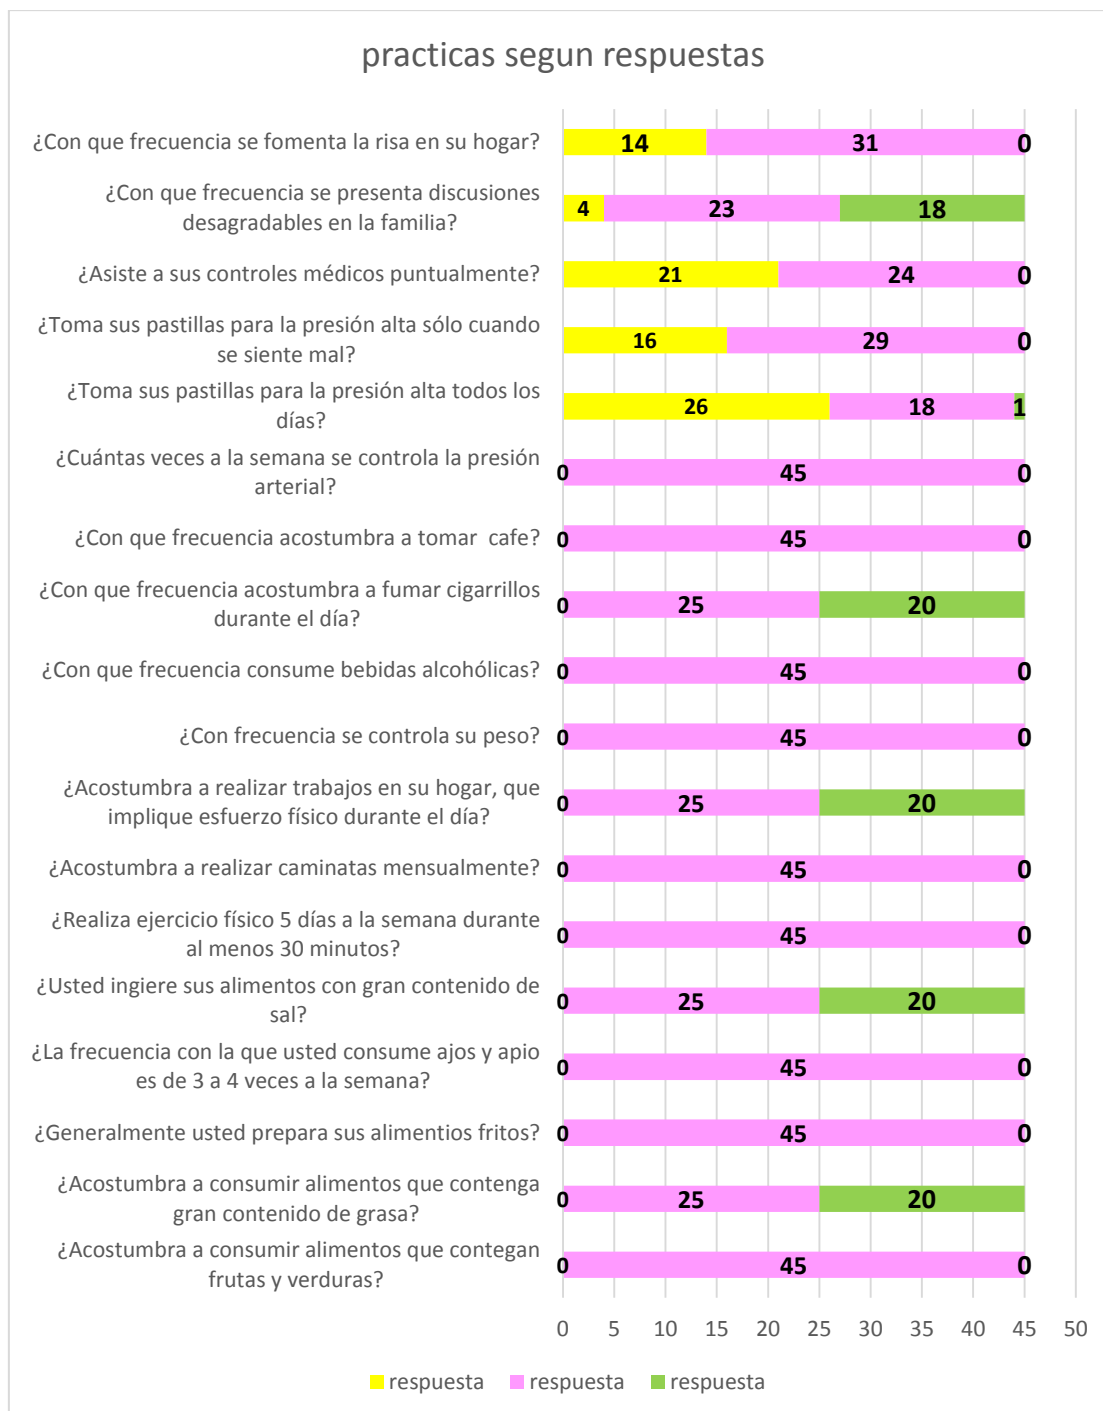 practicas segun respuestas
¿Con que frecuencia se fomenta la risa en su hogar?
14 31 0
¿Con que frecuencia se presenta discusiones
desagradables en la familia?
4 23 18
¿Asiste a sus controles médicos puntualmente?
21 24 0
¿Toma sus pastillas para la presión alta sólo cuando
se siente mal?
16 29 0
¿Toma sus pastillas para la presión alta todos los
días?
26 18 1
¿Cuántas veces a la semana se controla la presión
arterial?
0 45 0
¿Con que frecuencia acostumbra a tomar cafe?
0 45 0
¿Con que frecuencia acostumbra a fumar cigarrillos
durante el día?
0 25 20
¿Con que frecuencia consume bebidas alcohólicas?
0 45 0
¿Con frecuencia se controla su peso?
0 45 0
¿Acostumbra a realizar trabajos en su hogar, que
implique esfuerzo físico durante el día?
0 25 20
¿Acostumbra a realizar caminatas mensualmente?
0 45 0
¿Realiza ejercicio físico 5 días a la semana durante
al menos 30 minutos?
0 45 0
¿Usted ingiere sus alimentos con gran contenido de
sal?
0 25 20
¿La frecuencia con la que usted consume ajos y apio
es de 3 a 4 veces a la semana?
0 45 0
¿Generalmente usted prepara sus alimentios fritos?
0 45 0
¿Acostumbra a consumir alimentos que contenga
gran contenido de grasa?
0 25 20
¿Acostumbra a consumir alimentos que contegan
frutas y verduras?
0 45 0
0 5 10 15 20 25 30 35 40 45 50
respuesta respuesta respuesta